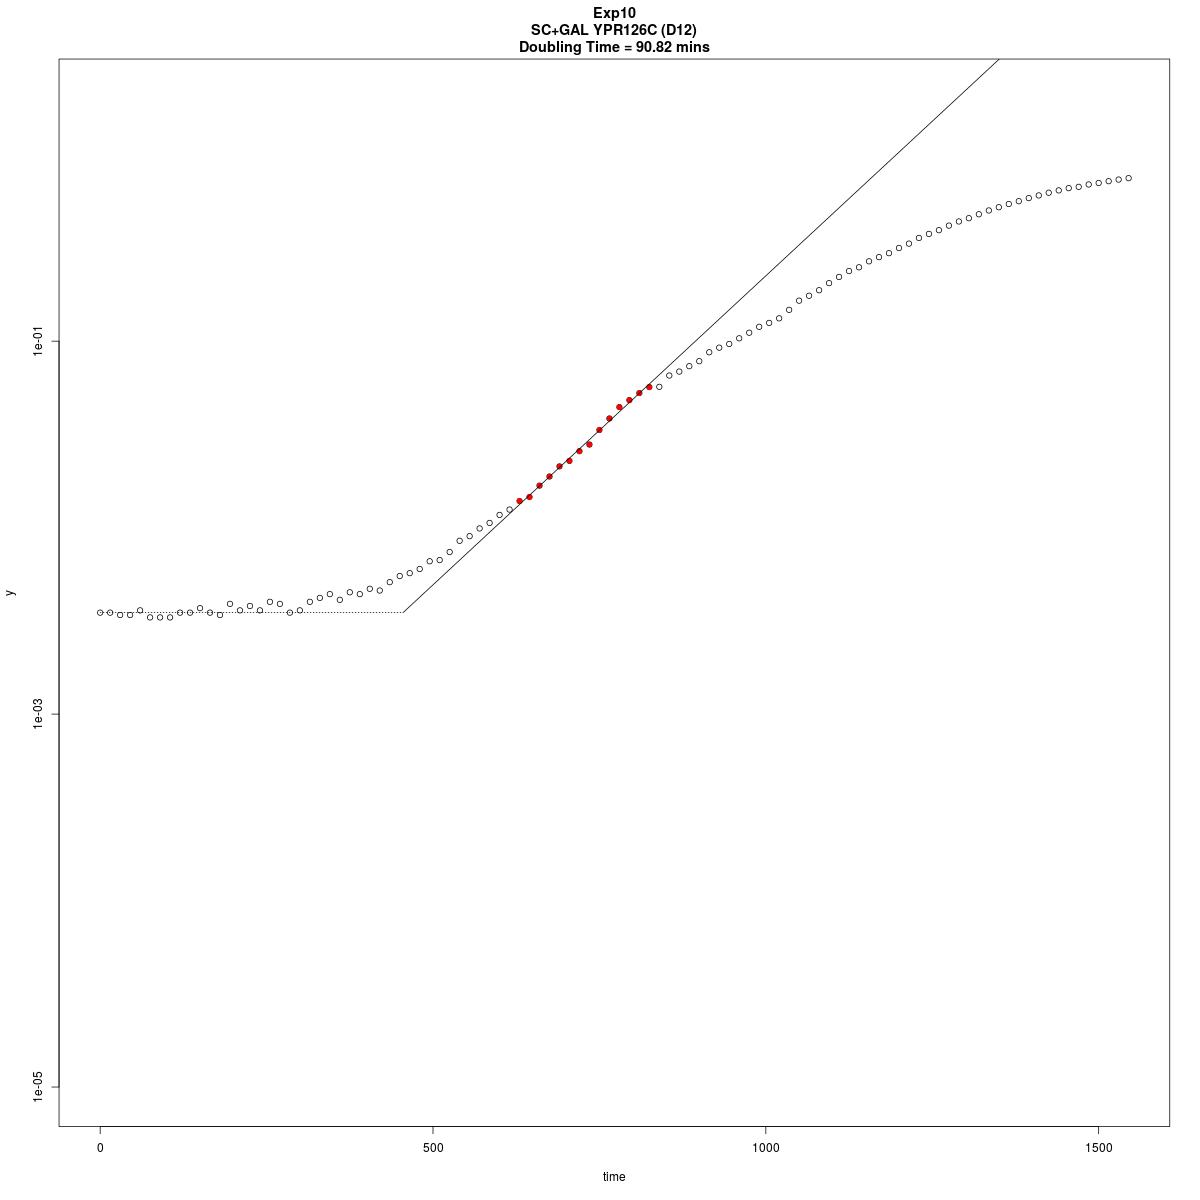 Exp10
SC+GAL YPR126C (D12)
Doubling Time = 90.82 mins
1e-01
1e-03
1e-05
y
0 500 1000 1500
time